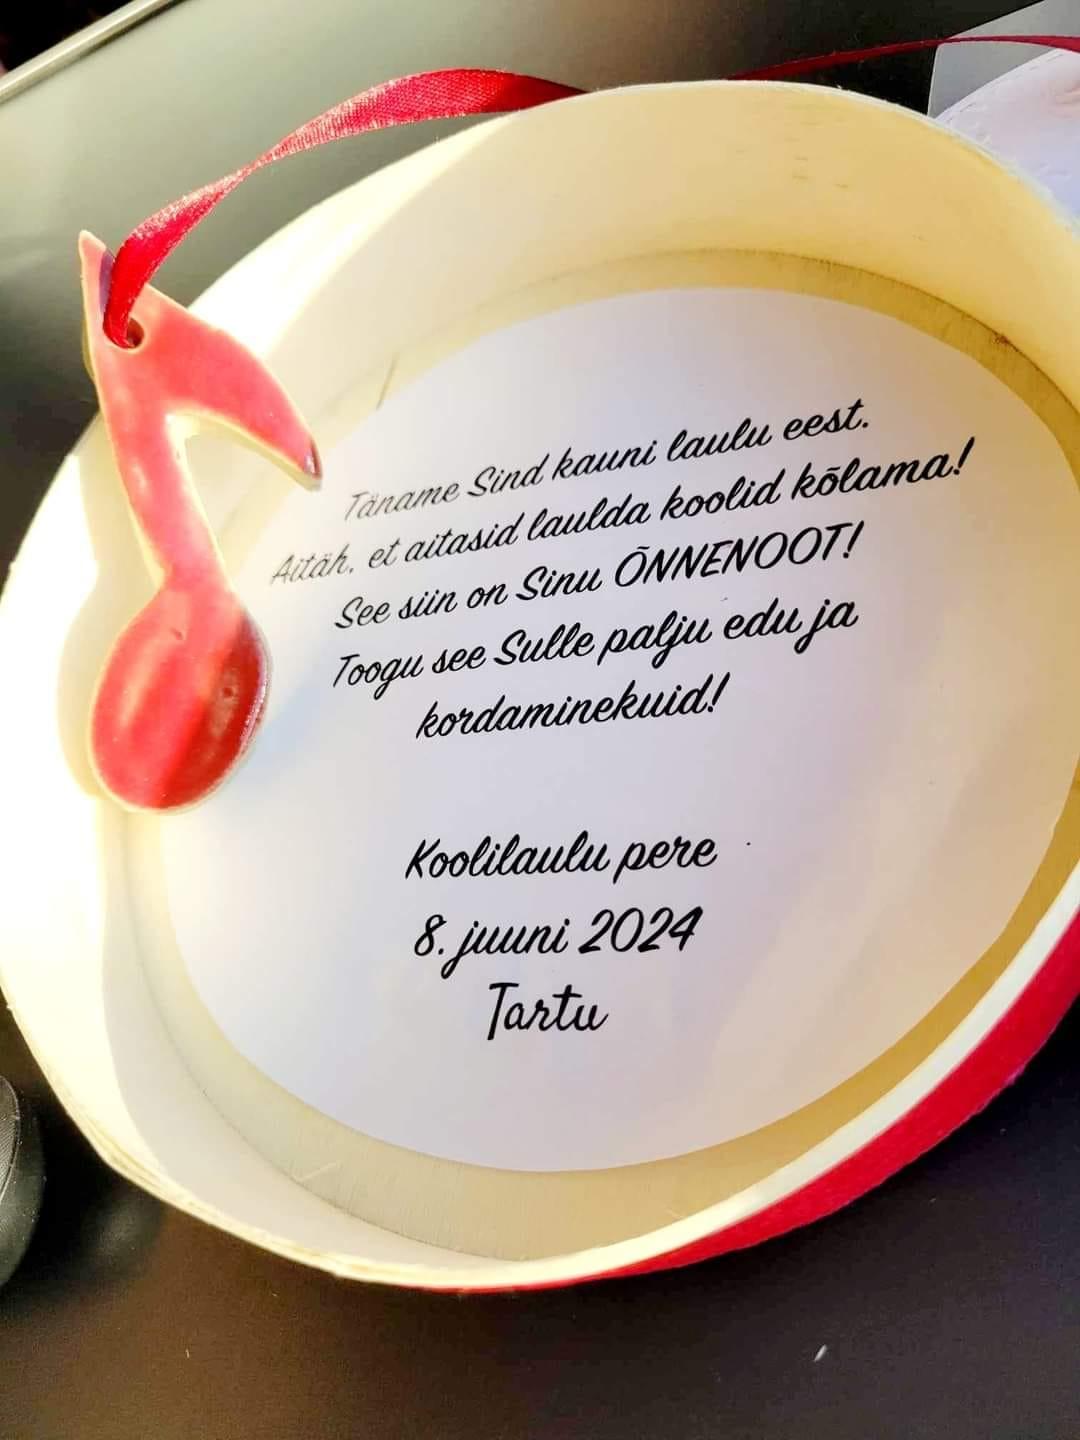 Täname Sind kauni laulu eest.
Aitäh, et aitasid laulda koolid kõlama!
See siin on Sinu ÕNNENOOT!
Toogu see Sulle palju edu ja
kordaminekuid!
Koolilaulu pere
8. juuni 2024
Tartu